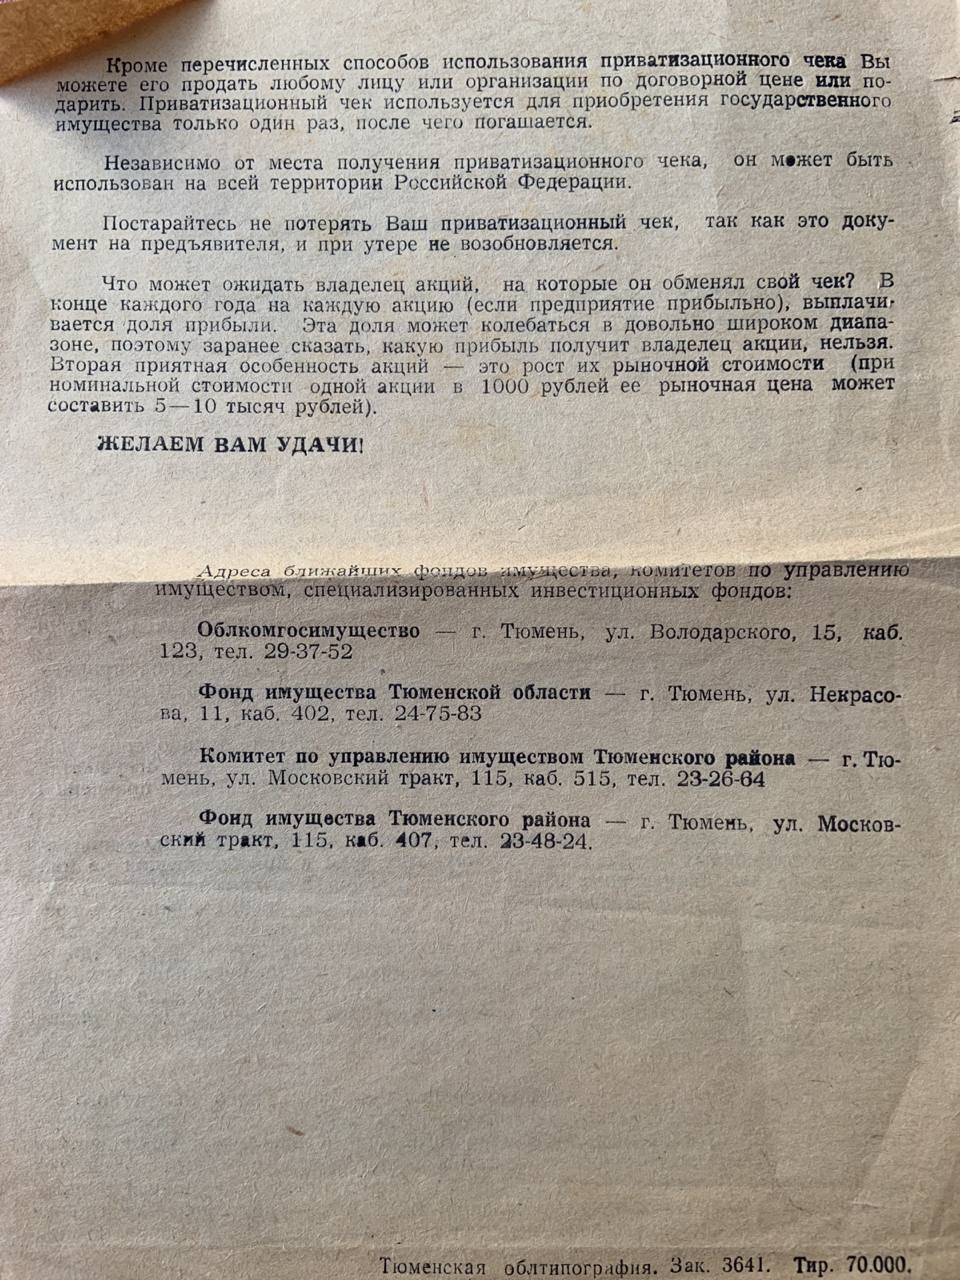 Кроме перечисленных способов использования приватизационного чека Вы
можете его продать любому лицу или организации по договорной цене или по-
дарить. Приватизационный чек используется для приобретения государственного
имущества только один раз, после чего погашается.
Независимо от места получения приватизационного чека, он может быть
использован на всей территории Российской Федерации.
Постарайтесь не потерять Ваш приватизационный чек, так как это доку-
мент на предъявителя, и при утере не возобновляется.
Что может ожидать владелец акций, на которые он обменял свой чек? В
конце каждого года на каждую акцию (если предприятие прибыльно), выплачи-
вается доля прибыли. Эта доля может колебаться в довольно широком диапа-
зоне, поэтому заранее сказать, какую прибыль получит владелец акции, нельзя.
Вторая приятная особенность акций — это рост их рыночной стоимости (при
номинальной стоимости одной акции в 1000 рублей ее рыночная цена может
составить 5—10 тысяч рублей).
ЖЕЛАЕМ ВАМ УДАЧИ!
Адреса ближайших фондов имущества, комитетов по управлению
имуществом, специализированных инвестиционных фондов:
Облкомгосимущество — г. Тюмень, ул. Володарского, 15, каб.
123, тел. 29-37-52
Фонд имущества Тюменской области — г. Тюмень, ул. Некрасо-
ва, 11, каб. 402, тел. 24-75-83
Комитет по управлению имуществом Тюменского района — г. Тю-
мень, ул. Московский тракт, 115, каб. 515, тел. 23-26-64
Фонд имущества Тюменского района — г. Тюмень, ул. Москов-
ский тракт, 115, каб. 407, тел. 23-48-24.
Тюменская облтипография. Зак. 3641. Тир. 70.000.